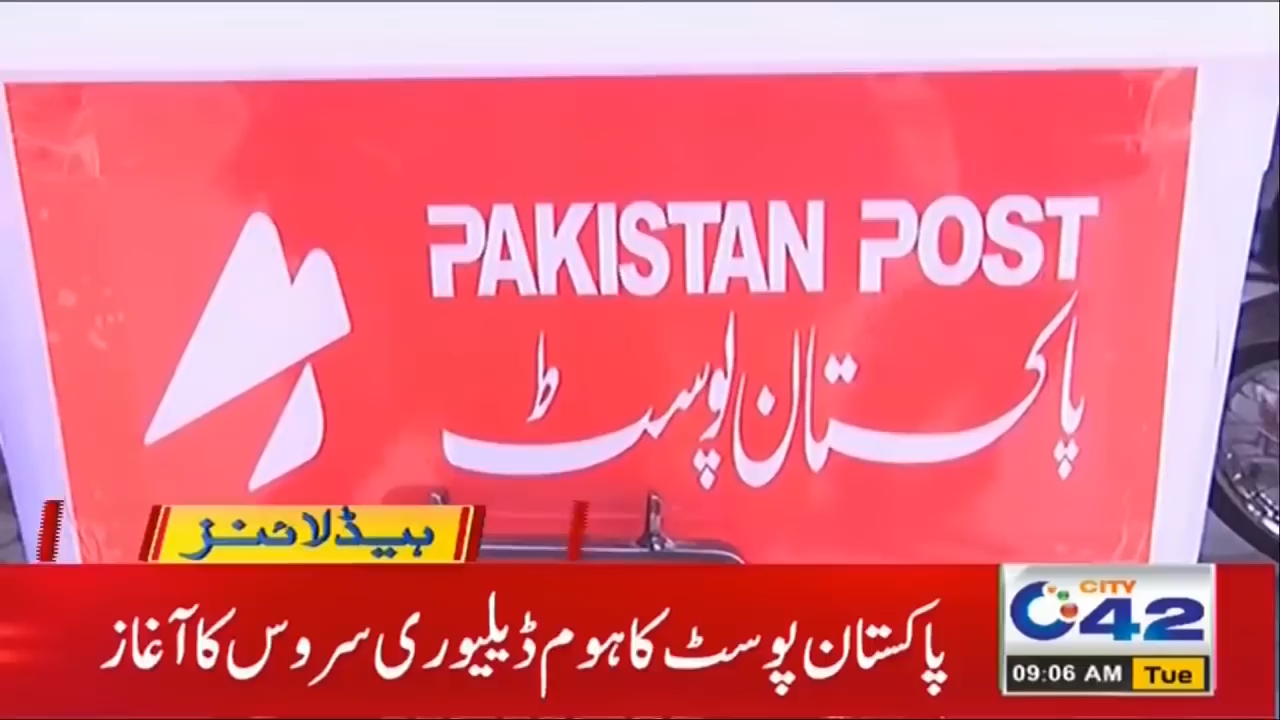 PAKISTAN POST
پاکستان پوسٹ
ہیڈلائنز
پاکستان پوسٹ کا ہوم ڈیلیوری سروس کا آغاز
CITY
42
09:06 AM Tue